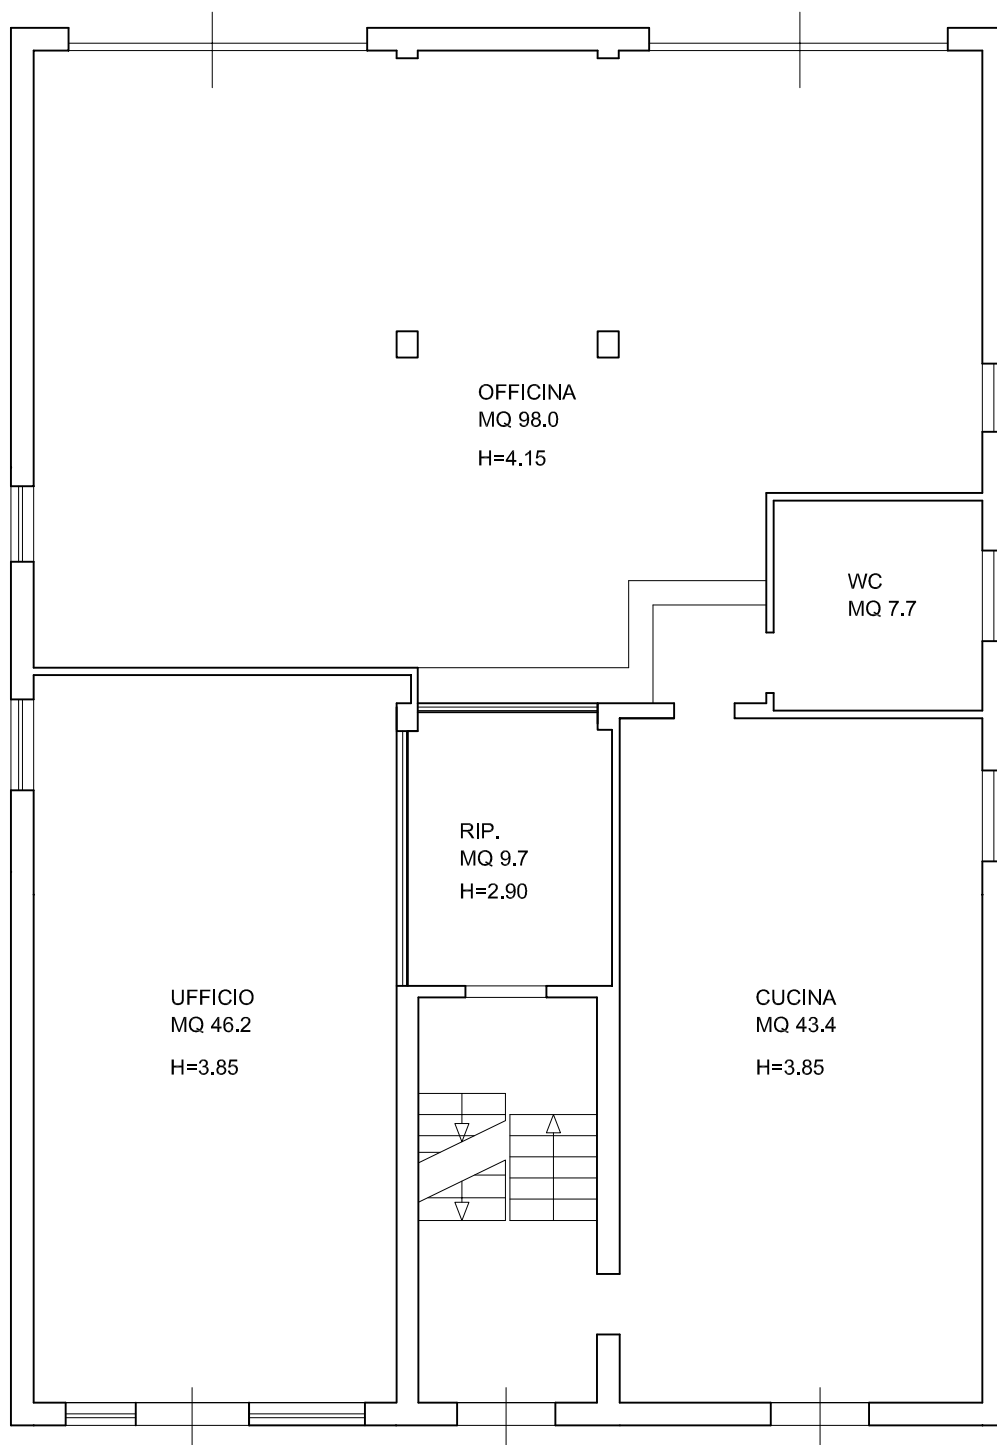 OFFICINA
MQ 98.0
H=4.15
WC
MQ 7.7
RIP.
MQ 9.7
H=2.90
UFFICIO
MQ 46.2
H=3.85
CUCINA
MQ 43.4
H=3.85